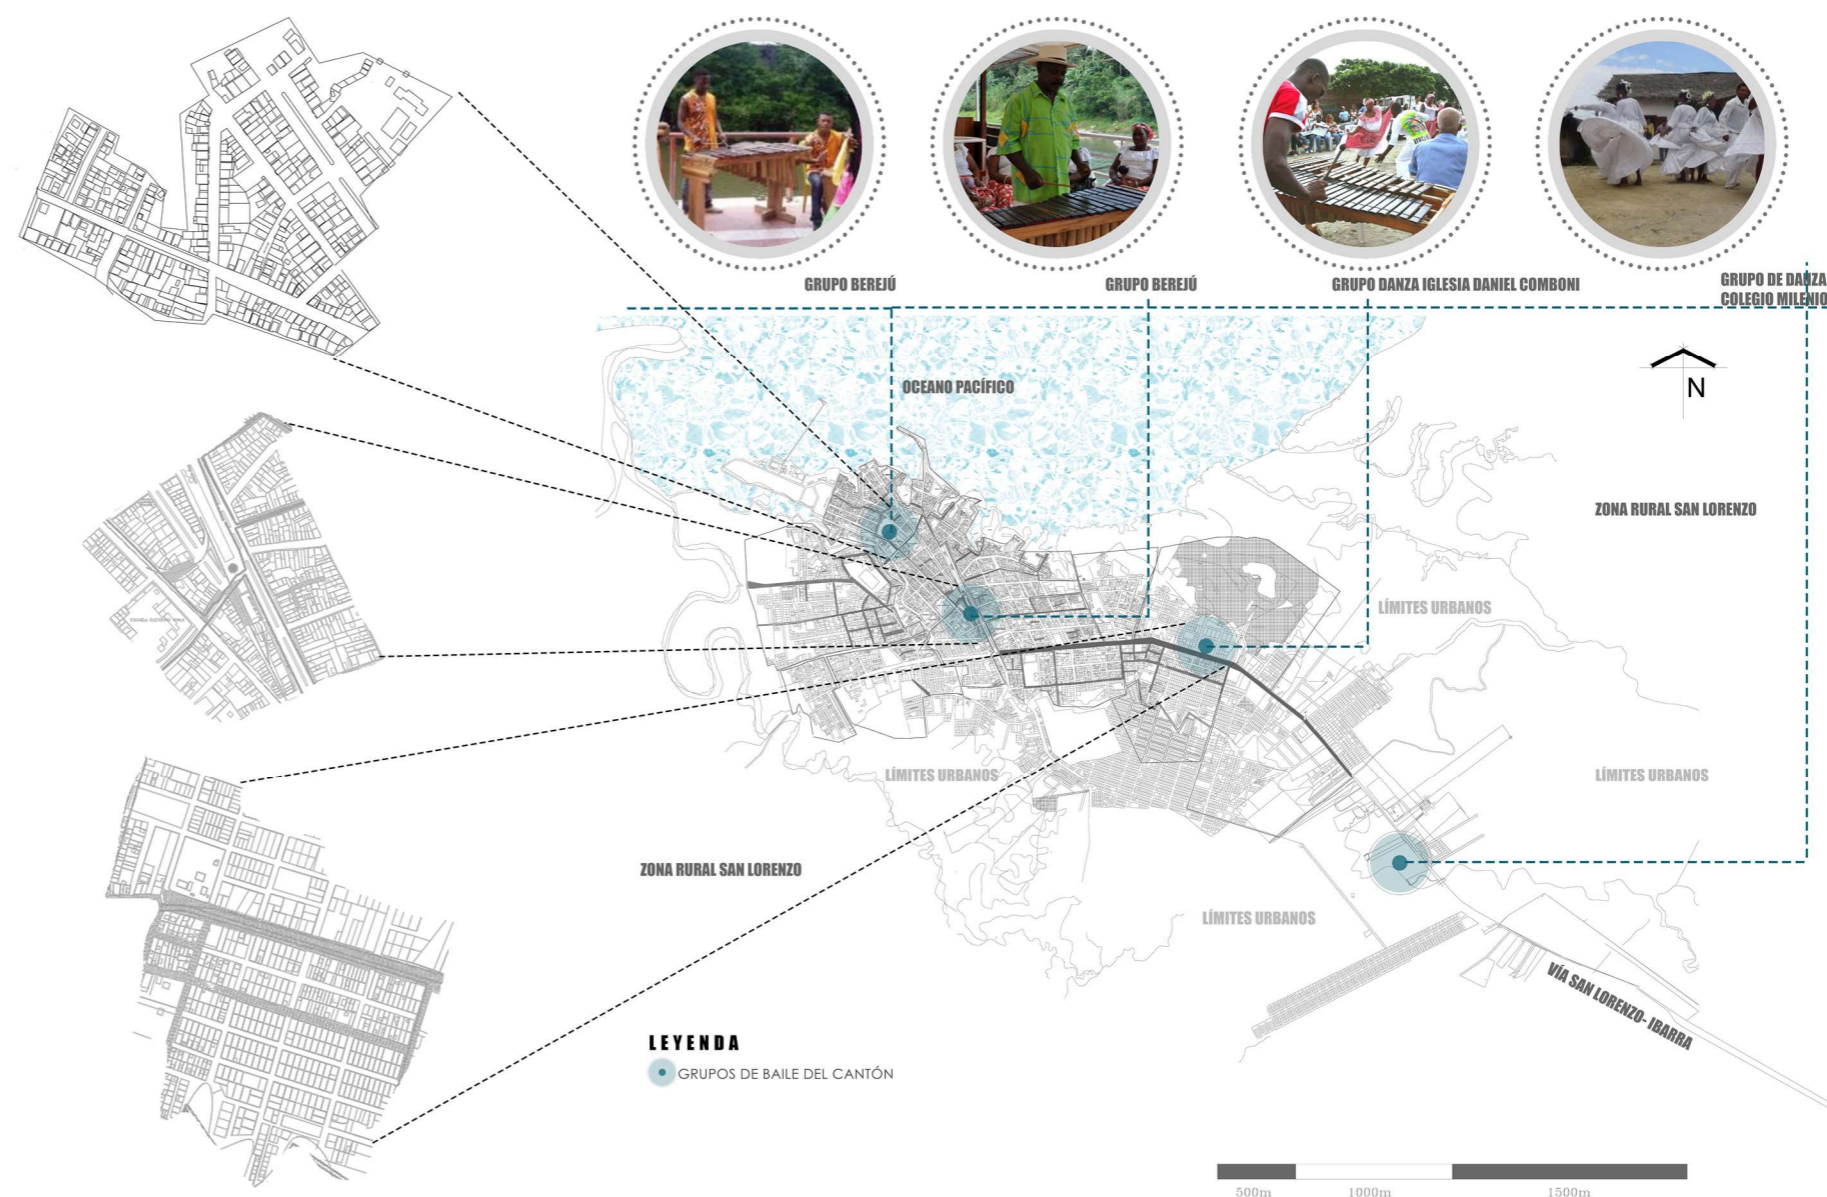 GRUPO BEREJÚ
GRUPO BEREJÚ
GRUPO DANZA IGLESIA DANIEL COMBONI
GRUPO DE DANZA
COLEGIO MILENIO
OCEANO PACÍFICO
N
ZONA RURAL SAN LORENZO
LÍMITES URBANOS
LÍMITES URBANOS
LÍMITES URBANOS
ZONA RURAL SAN LORENZO
LÍMITES URBANOS
VÍA SAN LORENZO- IBARRA
LEYENDA
GRUPOS DE BAILE DEL CANTÓN
500m 1000m 1500m